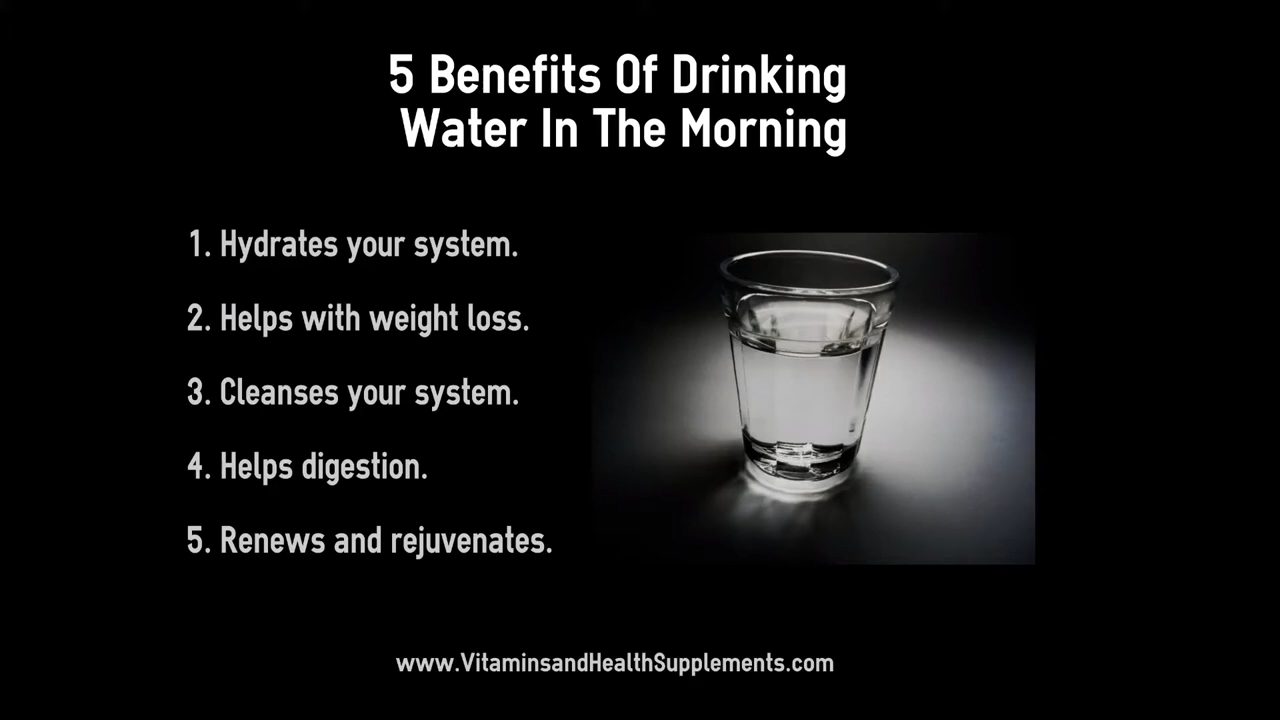 5 Benefits Of Drinking
Water In The Morning
1. Hydrates your system.
2. Helps with weight loss.
3. Cleanses your system.
4. Helps digestion.
5. Renews and rejuvenates.
www.VitaminsandHealthSupplements.com